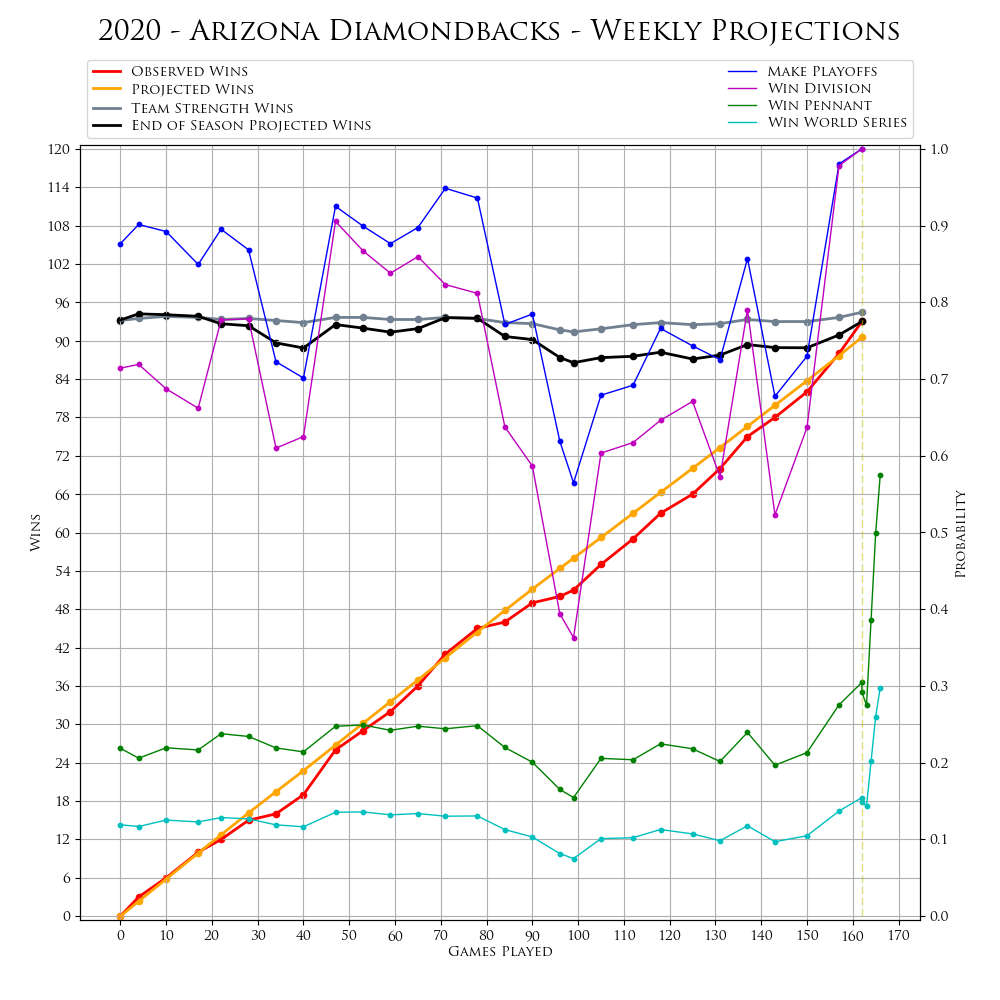 2020 - Arizona Diamondbacks - Weekly Projections
Observed Wins
Projected Wins
Team Strength Wins
End of Season Projected Wins
Make Playoffs
Win Division
Win Pennant
Win World Series
120
114
108
102
96
90
84
78
72
66
60
54
48
42
36
30
24
18
12
6
0
Wins
1.0
0.9
0.8
0.7
0.6
0.5
0.4
0.3
0.2
0.1
0.0
Probability
0 10 20 30 40 50 60 70 80 90 100 110 120 130 140 150 160 170
Games Played